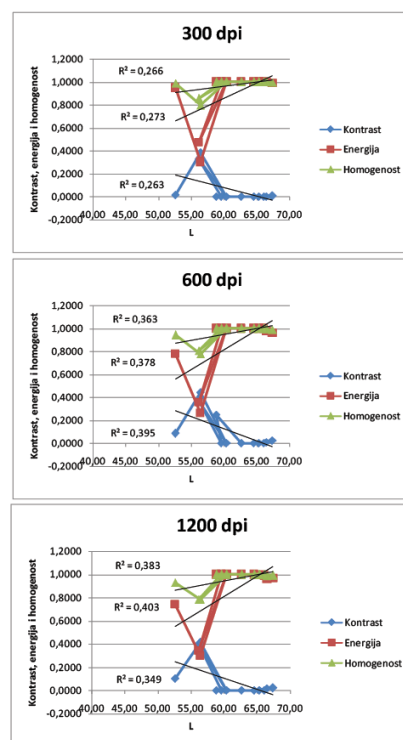 300 dpi
Kontrast, energija i homogenost
1,2000
1,0000
0,8000
0,6000
0,4000
0,2000
0,0000
-0,2000
R² = 0,266
R² = 0,273
R² = 0,263
40,00 45,00 50,00 55,00 60,00 65,00 70,00
L
Kontrast
Energija
Homogenost
600 dpi
Kontrast, energija i homogenost
1,2000
1,0000
0,8000
0,6000
0,4000
0,2000
0,0000
-0,2000
R² = 0,363
R² = 0,378
R² = 0,395
40,00 45,00 50,00 55,00 60,00 65,00 70,00
L
Kontrast
Energija
Homogenost
1200 dpi
Kontrast, energija i homogenost
1,2000
1,0000
0,8000
0,6000
0,4000
0,2000
0,0000
-0,2000
R² = 0,383
R² = 0,403
R² = 0,349
40,00 45,00 50,00 55,00 60,00 65,00 70,00
L
Kontrast
Energija
Homogenost